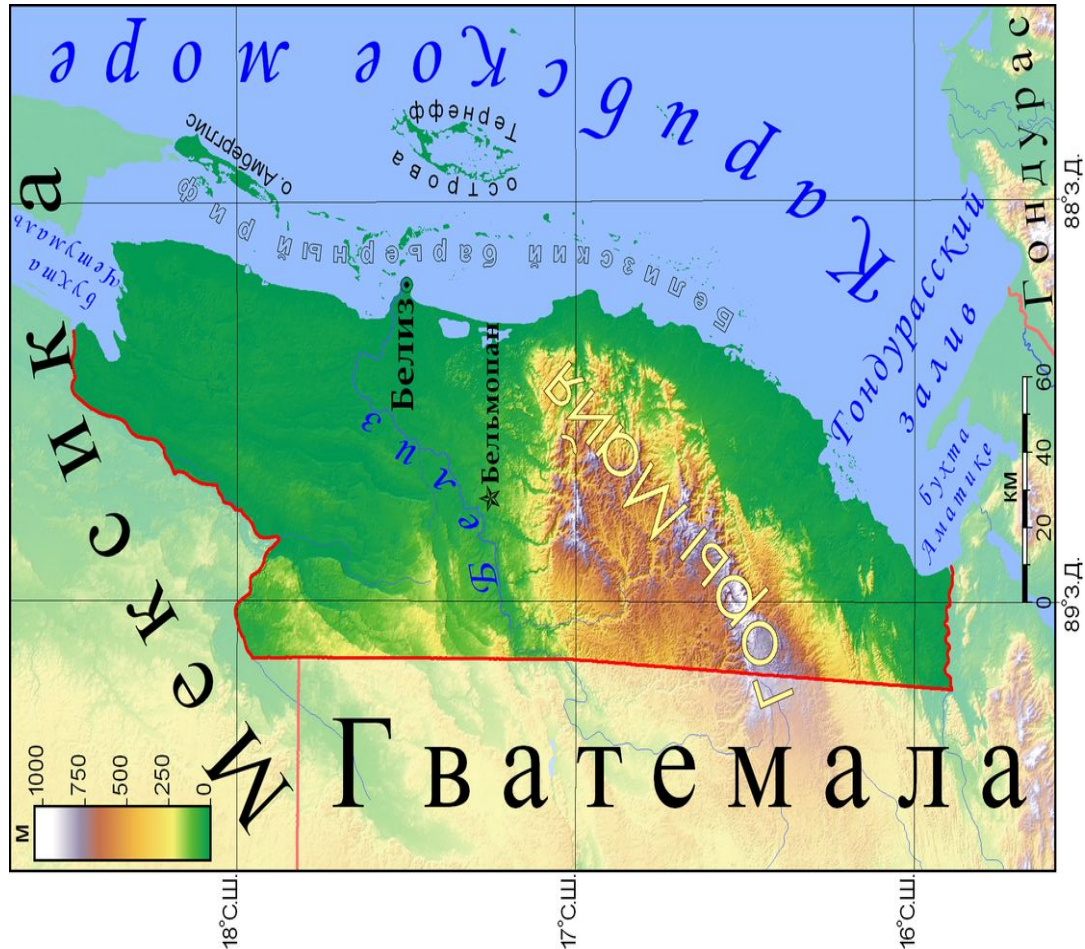 м
1000
750
500
250
0
Мексика
бухта
Четумаль
о.Амберглис
острова
Тернефф
Карибское море
Белизский барьерный риф
Белиз
Белиз
Бельмопан
горы Майя
Гватемала
Гондурасский
залив
бухта
Аматике
Гондурас
км
0 20 40 60
18°С.Ш.
17°С.Ш.
16°С.Ш.
89°З.Д.
88°З.Д.